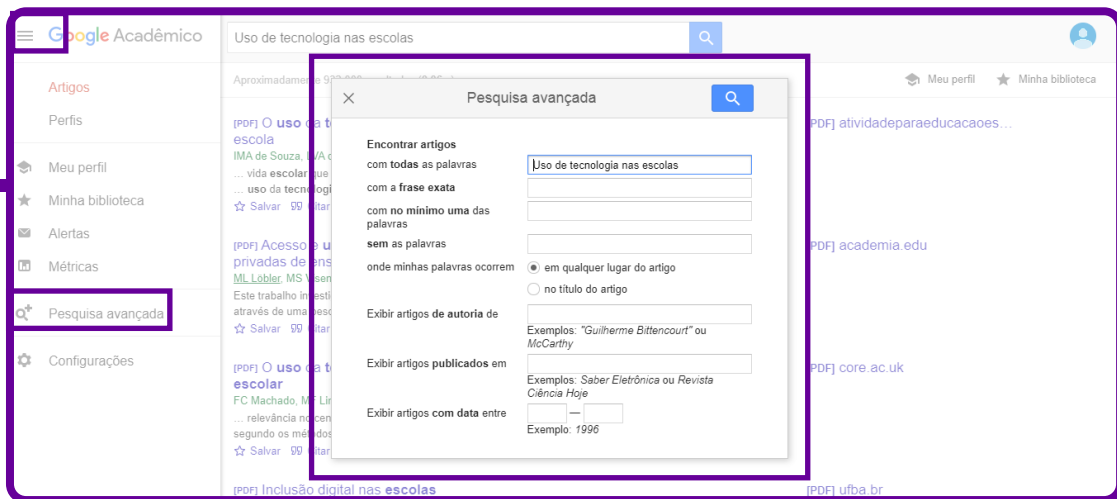 Google Acadêmico
Uso de tecnologia nas escolas
Artigos
Perfis
Meu perfil
Minha biblioteca
Alertas
Métricas
Pesquisa avançada
Configurações
Aproximadamente
Meu perfil
Minha biblioteca
[PDF] O uso da
escola
IMA de Souza,
... vida escolar que
... uso da
Salvar
[PDF] atividadeparaeducacaoes...
[PDF] Acesso e
privadas de
ML Löbler, MS
Este trabalho
através de uma
Salvar
[PDF] academia.edu
[PDF] O uso da
escolar
FC Machado,
... relevância no
segundo os métodos
Salvar
[PDF] core.ac.uk
[PDF] Inclusão digital nas escolas
[PDF] ufba.br
Pesquisa avançada
Encontrar artigos
com todas as palavras
Uso de tecnologia nas escolas
com a frase exata
com no mínimo uma das
palavras
sem as palavras
onde minhas palavras ocorrem
em qualquer lugar do artigo
no título do artigo
Exibir artigos de autoria de
Exemplos: "Guilherme Bittencourt" ou
McCarthy
Exibir artigos publicados em
Exemplos: Saber Eletrônica ou Revista
Ciência Hoje
Exibir artigos com data entre
—
Exemplo: 1996